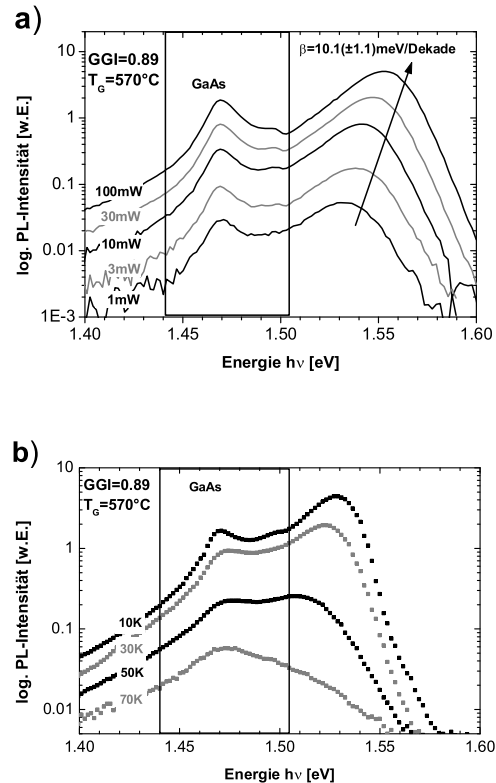 a)
β=10.1(±1.1)meV/Dekade
GGI=0.89
TG=570°C
GaAs
log. PL-Intensität [w.E.]
10
1
0.1
0.01
1E-3
100mW
30mW
10mW
3mW
1mW
1.40 1.45 1.50 1.55 1.60
Energie hν [eV]
b)
GGI=0.89
TG=570°C
GaAs
log. PL-Intensität [w.E.]
10
1
0.1
0.01
10K
30K
50K
70K
1.40 1.45 1.50 1.55 1.60
Energie hν [eV]